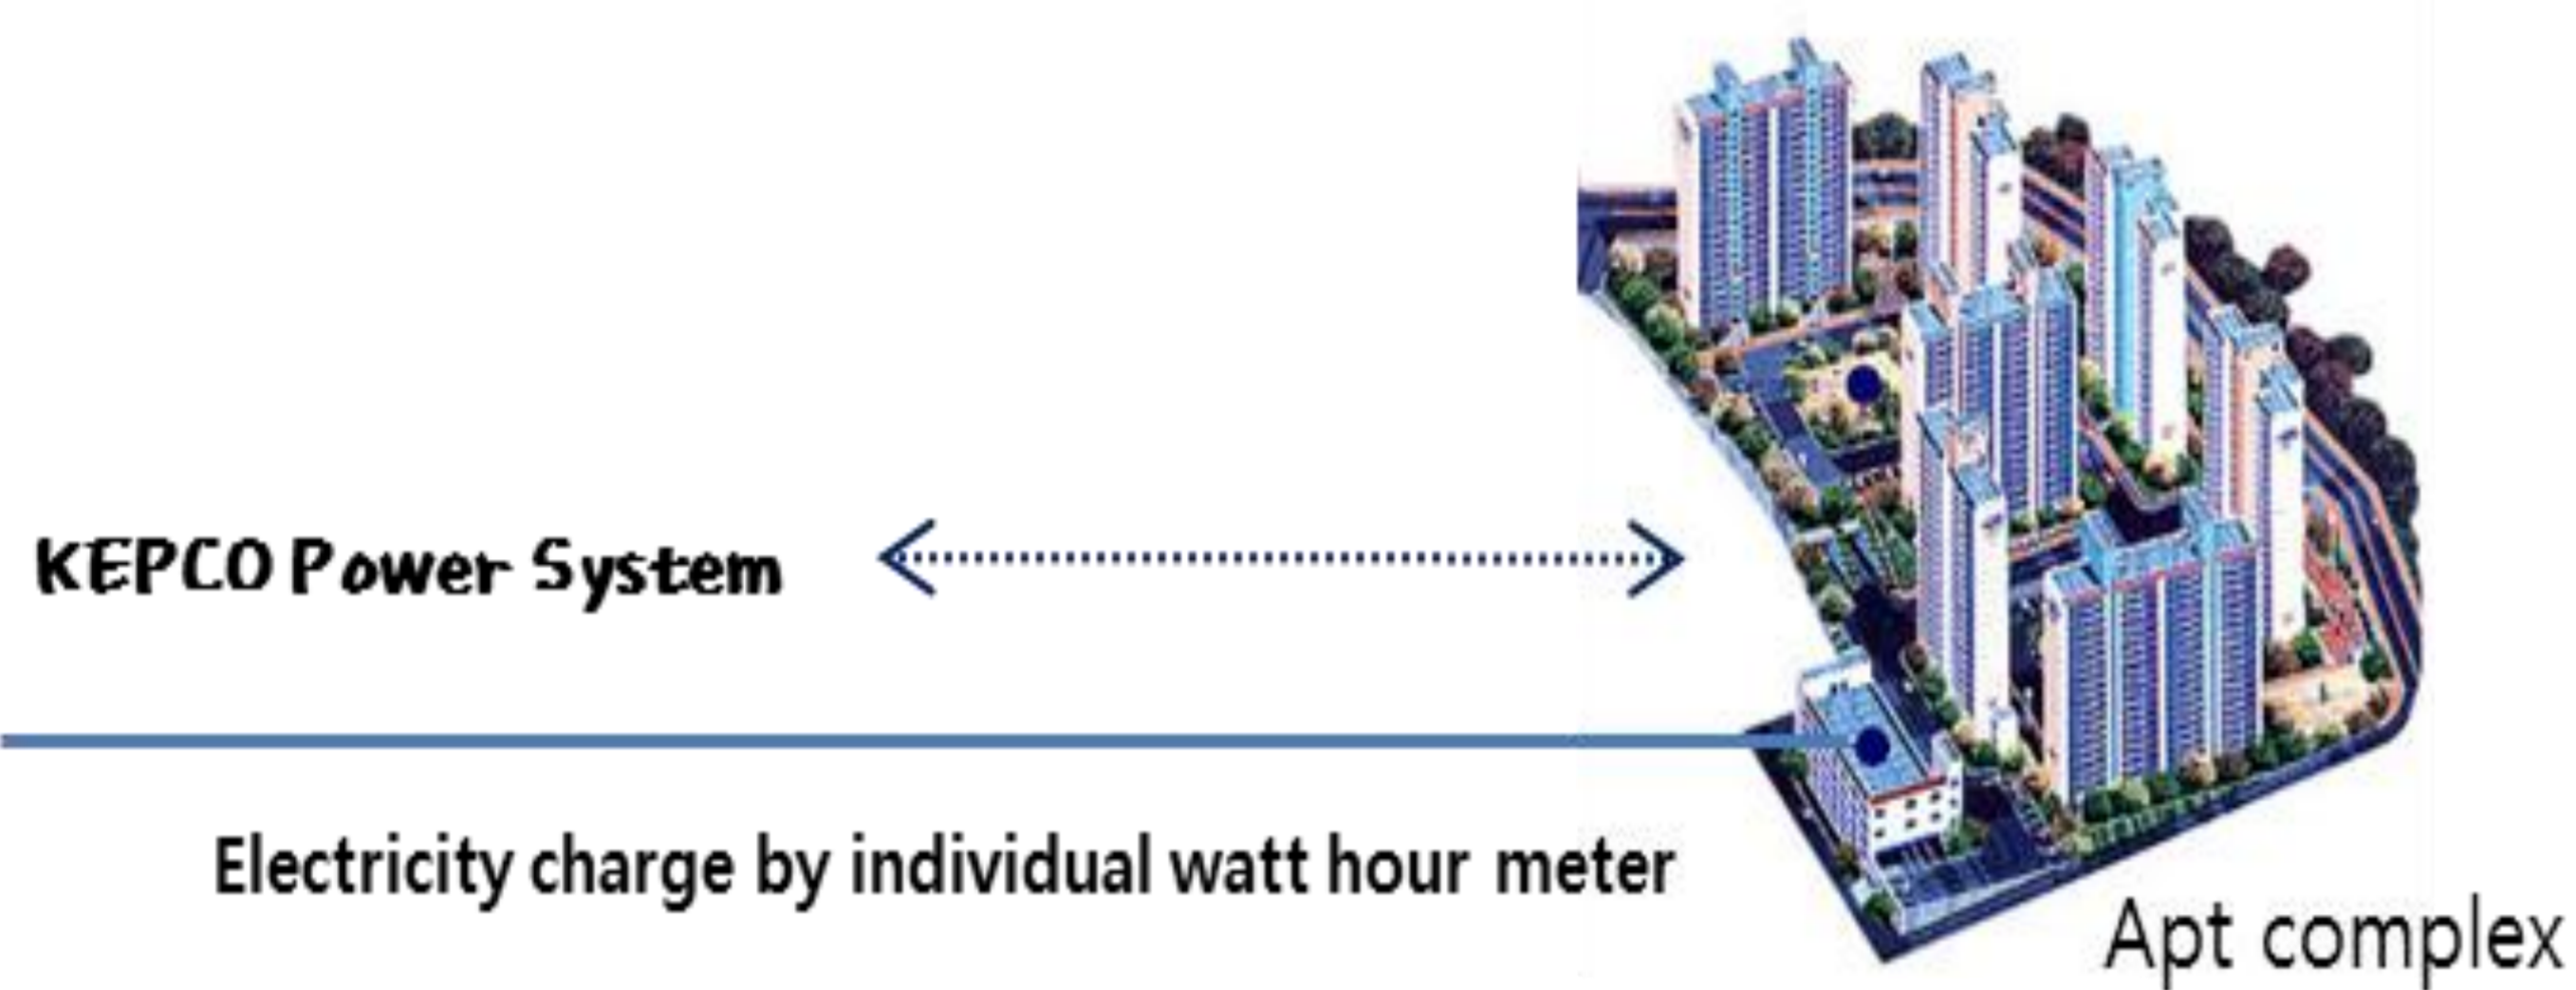 KEPCO Power System
Electricity charge by individual watt hour meter
Apt complex